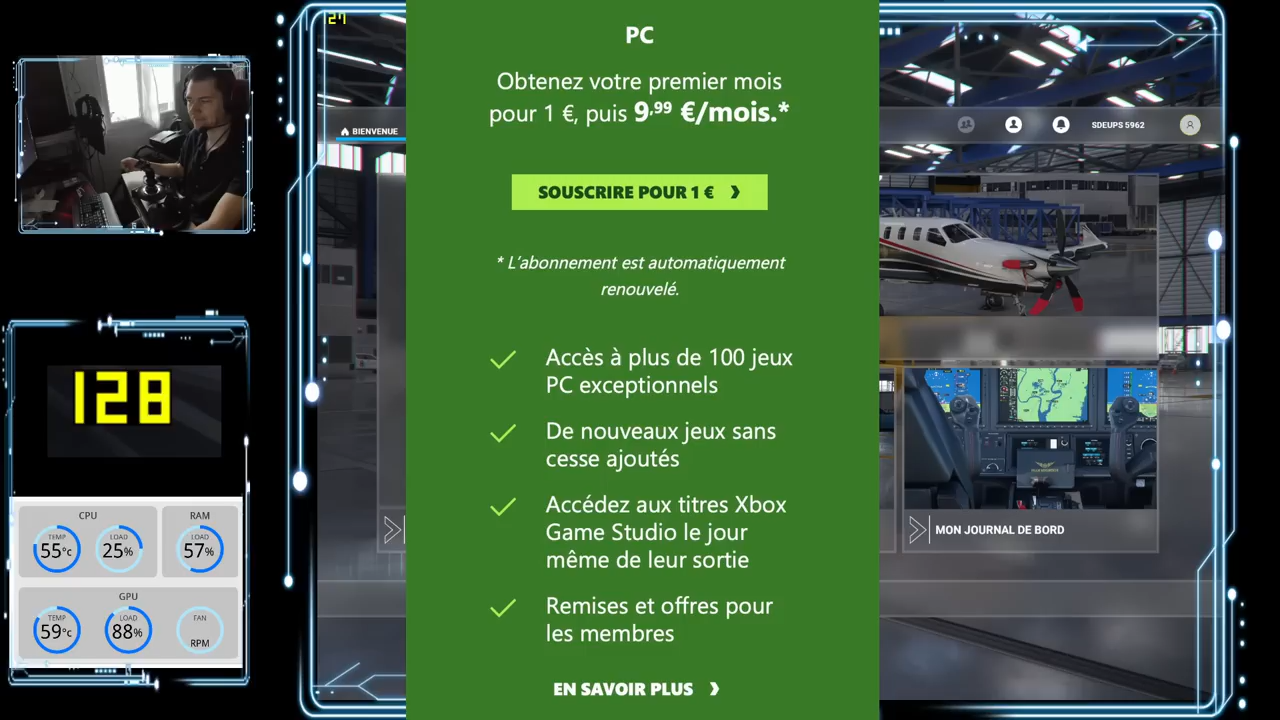 27
PC
Obtenez votre premier mois
pour 1 €, puis 9,99 €/mois.*
SOUSCRIRE POUR 1 € ❯
* L'abonnement est automatiquement
renouvelé.
Accès à plus de 100 jeux
PC exceptionnels
De nouveaux jeux sans
cesse ajoutés
Accédez aux titres Xbox
Game Studio le jour
même de leur sortie
Remises et offres pour
les membres
EN SAVOIR PLUS ❯
BIENVENUE
SDEUPS 5962
MON JOURNAL DE BORD
128
CPU
RAM
TEMP
LOAD
LOAD
55°c
25%
57%
GPU
TEMP
LOAD
FAN
59°c
88%
RPM